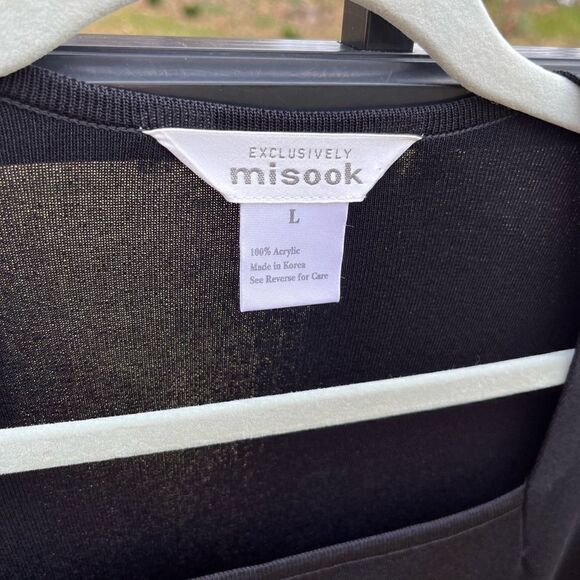 EXCLUSIVELY
misook
L
100% Acrylic
Made in Korea
See Reverse for Care